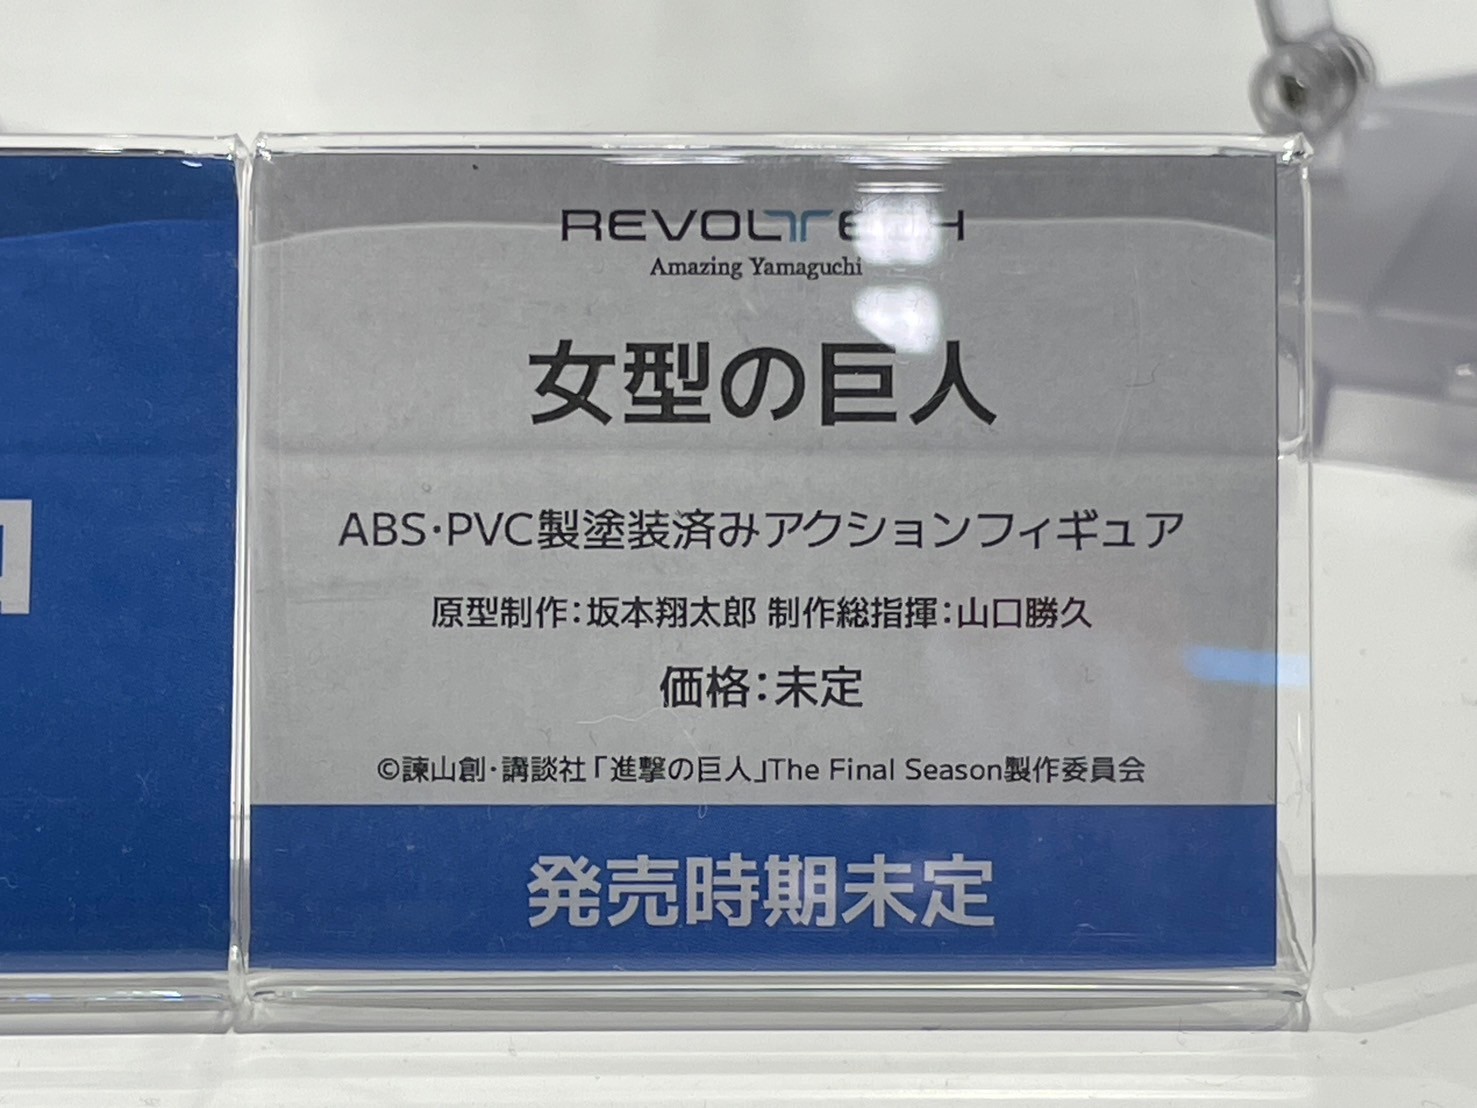 REVOLTECH
Amazing Yamaguchi
女型の巨人
ABS・PVC製塗装済みアクションフィギュア
原型制作：坂本翔太郎 制作総指揮：山口勝久
価格：未定
©諫山創・講談社「進撃の巨人」The Final Season製作委員会
発売時期未定